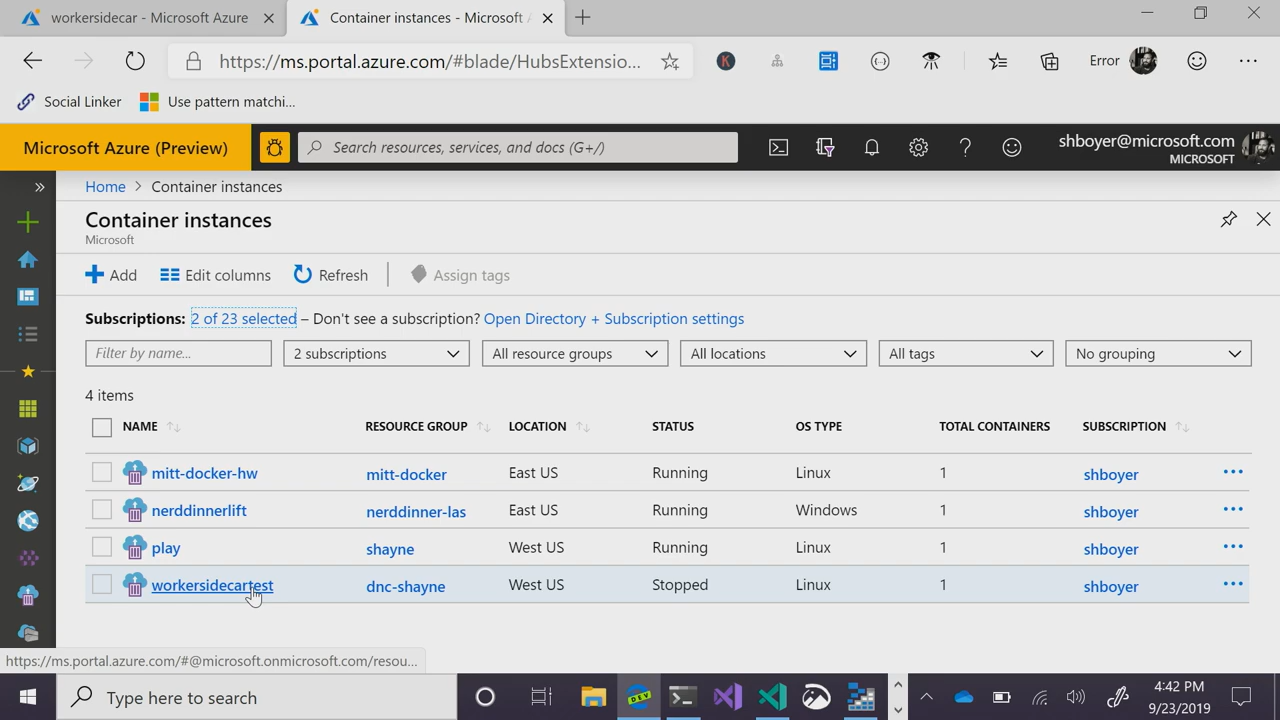 workersidecar - Microsoft Azure
Container instances - Microsoft A
https://ms.portal.azure.com/#blade/HubsExtensio...
K
Error
Social Linker
Use pattern matchi...
Microsoft Azure (Preview)
Search resources, services, and docs (G+/)
shboyer@microsoft.com
MICROSOFT
Home > Container instances
Container instances
Microsoft
Add Edit columns Refresh Assign tags
Subscriptions: 2 of 23 selected – Don't see a subscription? Open Directory + Subscription settings
Filter by name... 2 subscriptions All resource groups All locations All tags No grouping
4 items
NAME RESOURCE GROUP LOCATION STATUS OS TYPE TOTAL CONTAINERS SUBSCRIPTION
mitt-docker-hw mitt-docker East US Running Linux 1 shboyer ...
nerddinnerlift nerddinner-las East US Running Windows 1 shboyer ...
play shayne West US Running Linux 1 shboyer ...
workersidecartest dnc-shayne West US Stopped Linux 1 shboyer ...
https://ms.portal.azure.com/#@microsoft.onmicrosoft.com/resou...
Type here to search
DEV
4:42 PM
9/23/2019